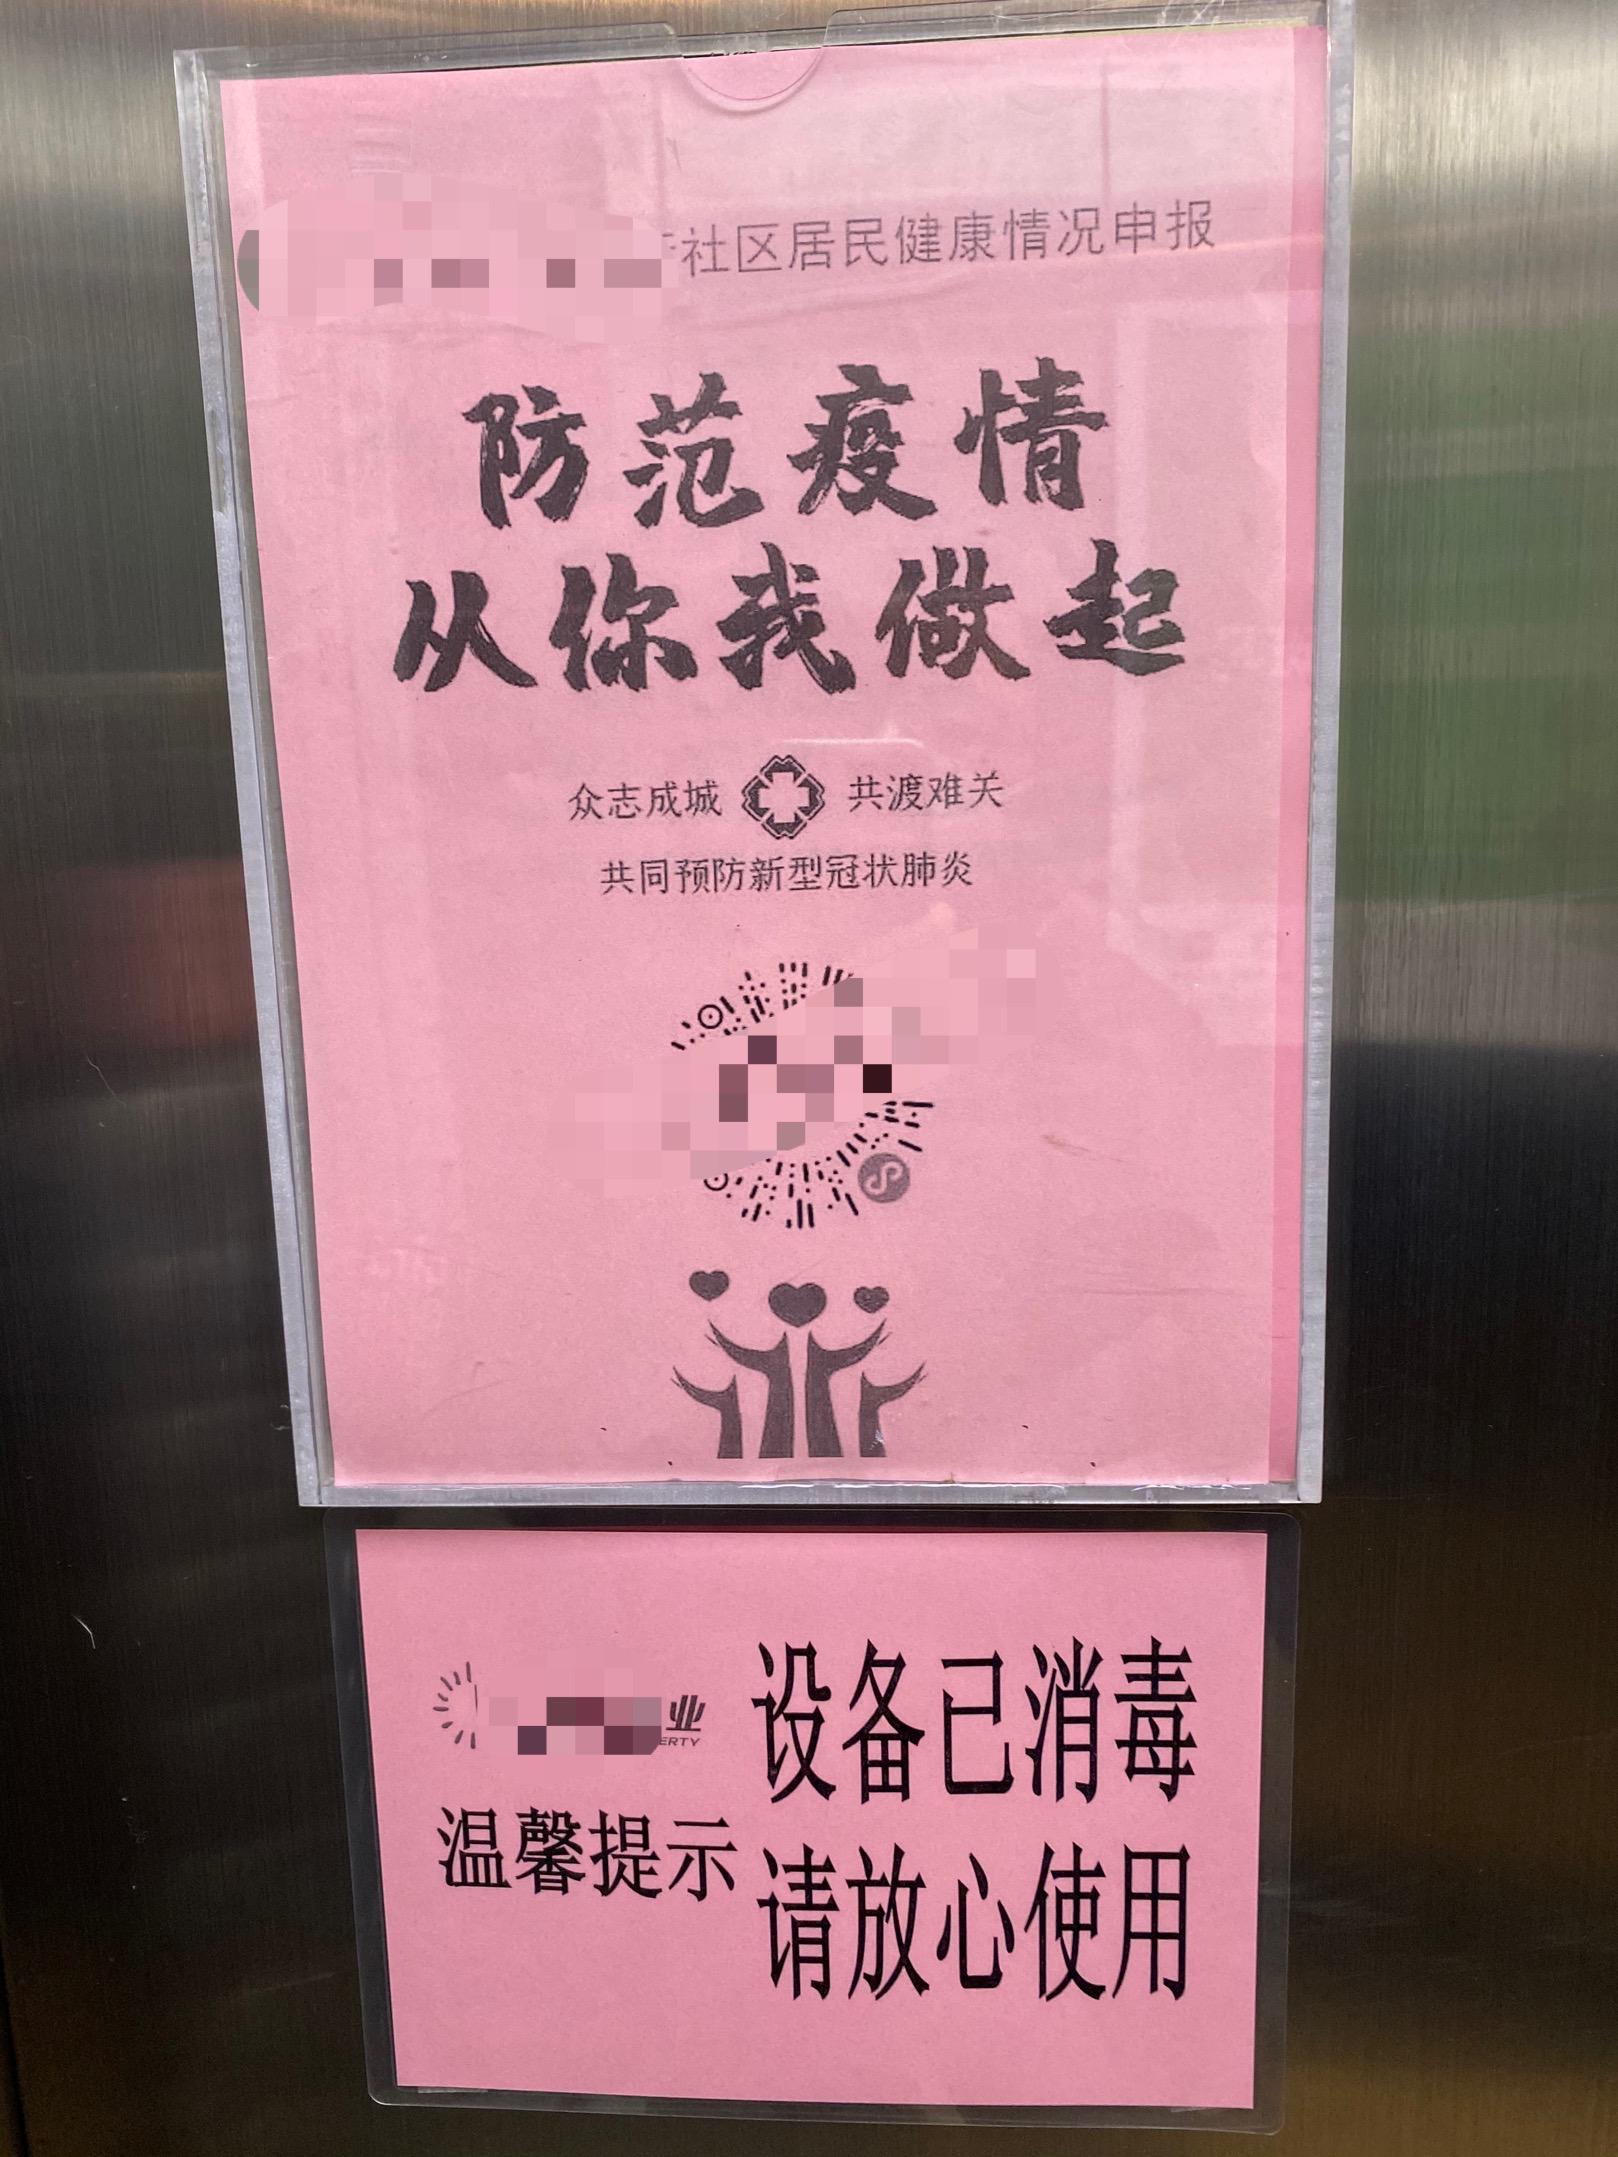 社区居民健康情况申报
防范疫情
从你我做起
众志成城 共渡难关
共同预防新型冠状肺炎
业
ERTY
温馨提示
设备已消毒
请放心使用